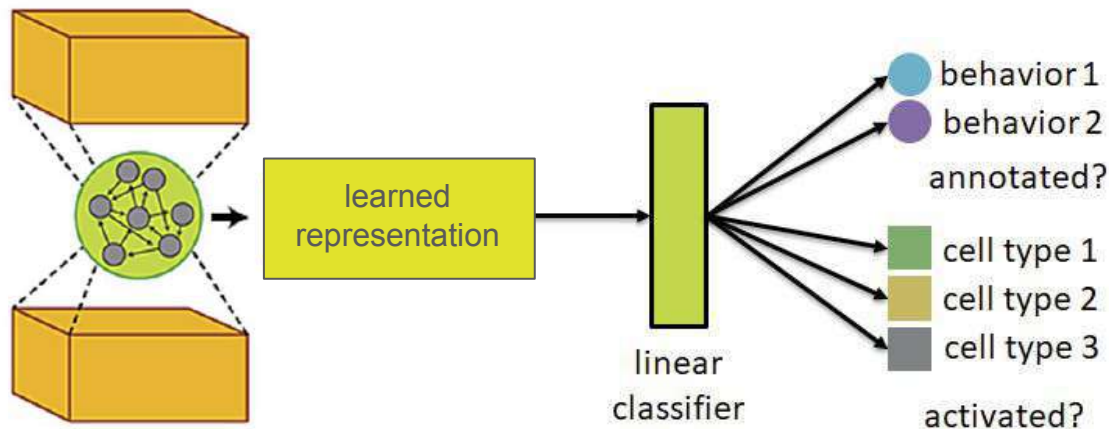 learned
representation
linear
classifier
behavior 1
behavior 2
annotated?
cell type 1
cell type 2
cell type 3
activated?